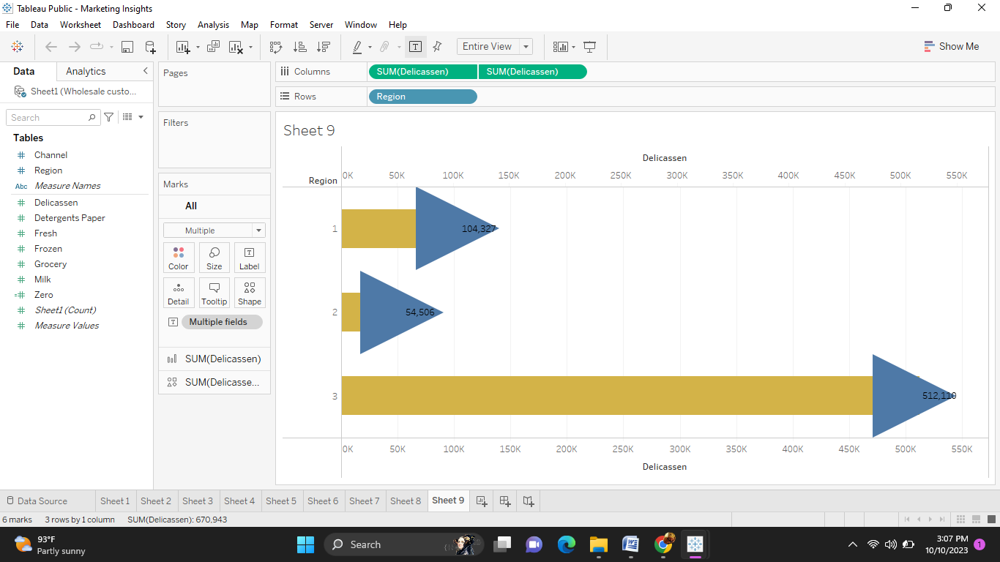 Tableau Public - Marketing Insights
File Data Worksheet Dashboard Story Analysis Map Format Server Window Help
Entire View
Show Me
Data Analytics
Sheet1 (Wholesale custo...
Search
Tables
Channel
Region
Abc Measure Names
Delicassen
Detergents Paper
Fresh
Frozen
Grocery
Milk
Zero
Sheet1 (Count)
Measure Values
Pages
Filters
Marks
All
Multiple
Color Size Label
Detail Tooltip Shape
Multiple fields
SUM(Delicassen)
SUM(Delicasse...
Columns SUM(Delicassen) SUM(Delicassen)
Rows Region
Sheet 9
Delicassen
Region 0K 50K 100K 150K 200K 250K 300K 350K 400K 450K 500K 550K
1 104,327
2 54,506
3 512,110
0K 50K 100K 150K 200K 250K 300K 350K 400K 450K 500K 550K
Delicassen
Data Source Sheet 1 Sheet 2 Sheet 3 Sheet 4 Sheet 5 Sheet 6 Sheet 7 Sheet 8 Sheet 9
6 marks 3 rows by 1 column SUM(Delicassen): 670,943
93°F
Partly sunny
Search
3:07 PM
10/10/2023
1